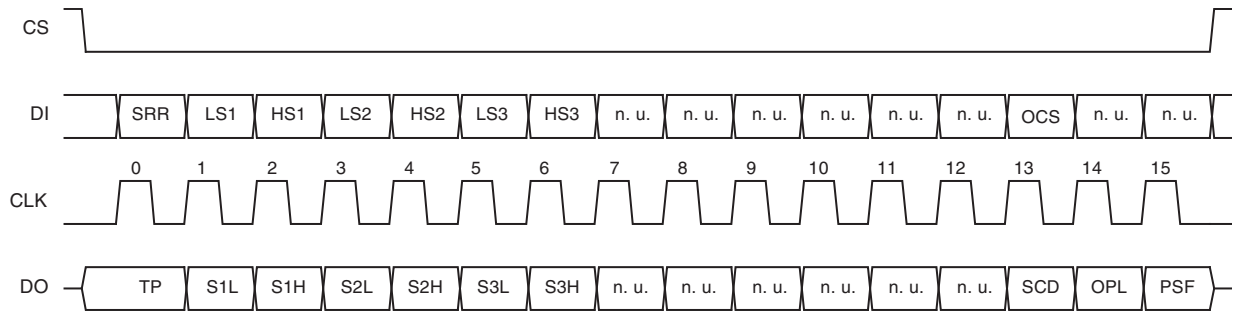 CS
DI SRR LS1 HS1 LS2 HS2 LS3 HS3 n. u. n. u. n. u. n. u. n. u. n. u. OCS n. u. n. u.
0 1 2 3 4 5 6 7 8 9 10 11 12 13 14 15
CLK
DO TP S1L S1H S2L S2H S3L S3H n. u. n. u. n. u. n. u. n. u. n. u. SCD OPL PSF